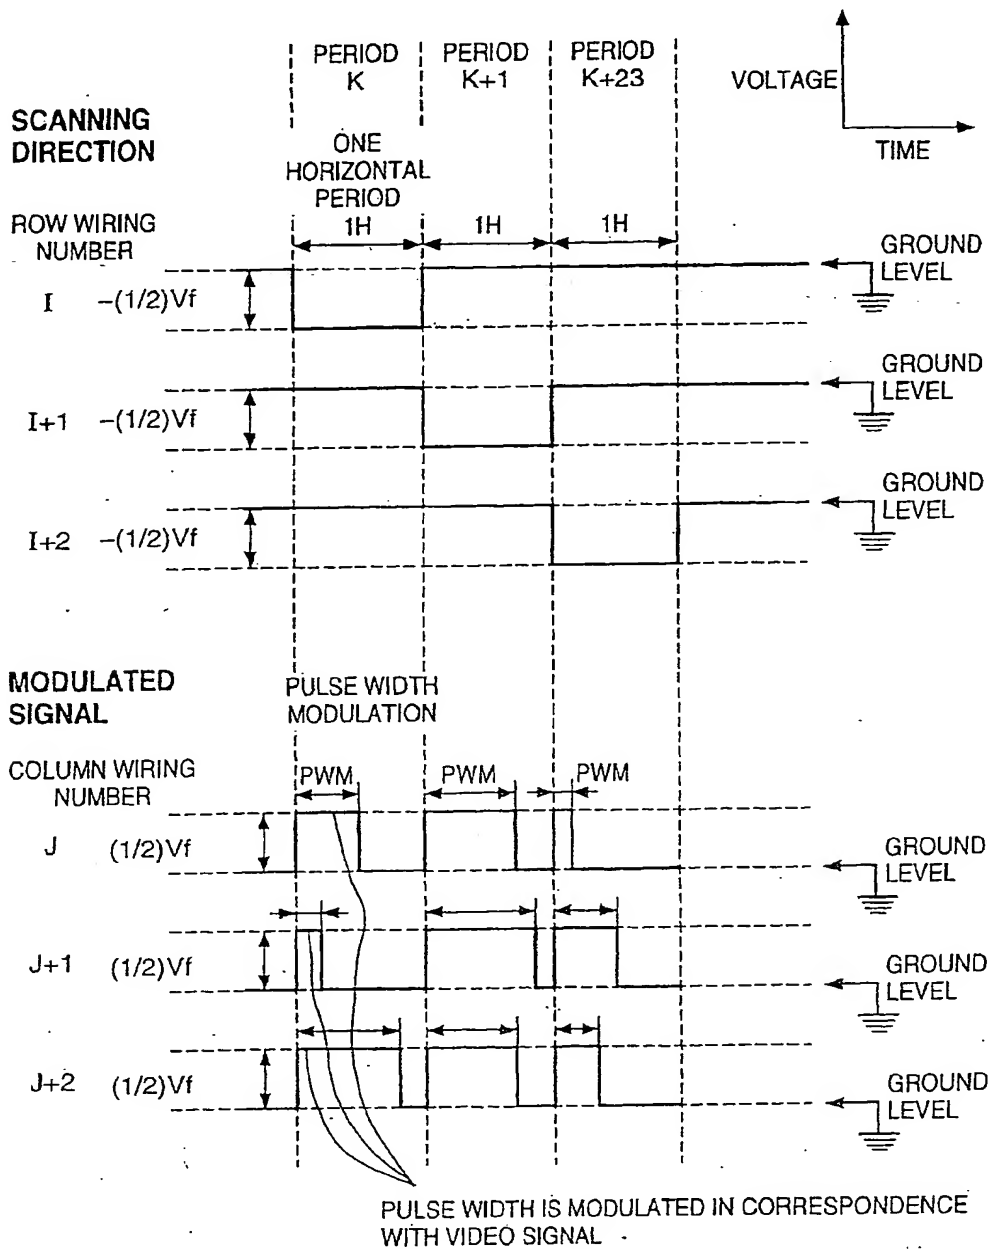 PERIOD K
PERIOD K+1
PERIOD K+23
VOLTAGE
TIME
SCANNING
DIRECTION
ONE
HORIZONTAL
PERIOD
ROW WIRING
NUMBER
1H
1H
1H
GROUND
LEVEL
I -(1/2)Vf
GROUND
LEVEL
I+1 -(1/2)Vf
GROUND
LEVEL
I+2 -(1/2)Vf
MODULATED
SIGNAL
PULSE WIDTH
MODULATION
COLUMN WIRING
NUMBER
PWM
PWM
PWM
J (1/2)Vf
GROUND
LEVEL
J+1 (1/2)Vf
GROUND
LEVEL
J+2 (1/2)Vf
GROUND
LEVEL
PULSE WIDTH IS MODULATED IN CORRESPONDENCE
WITH VIDEO SIGNAL